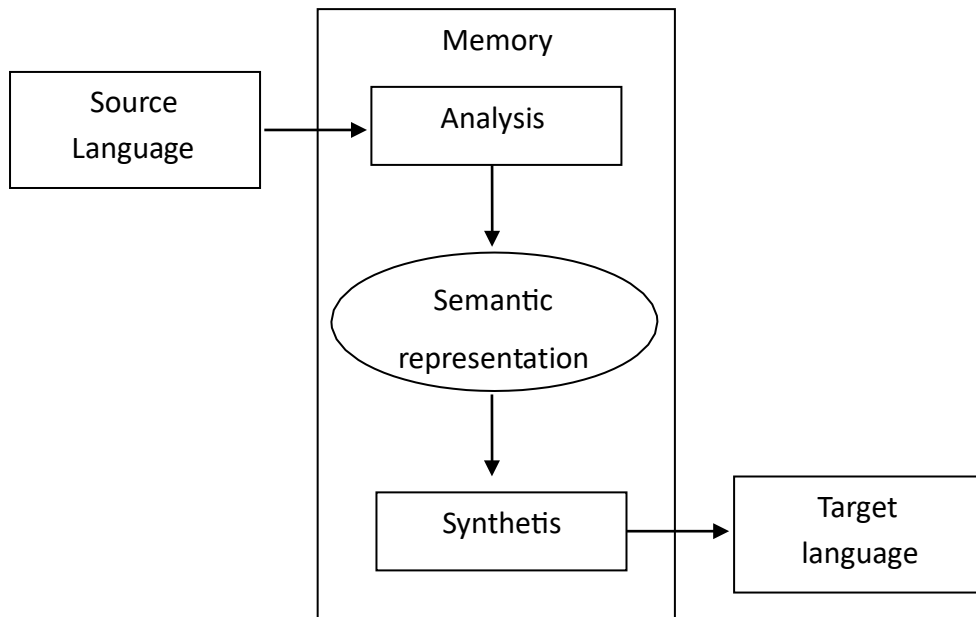 Memory
Source
Language
Analysis
Semantic
representation
Synthetis
Target
language